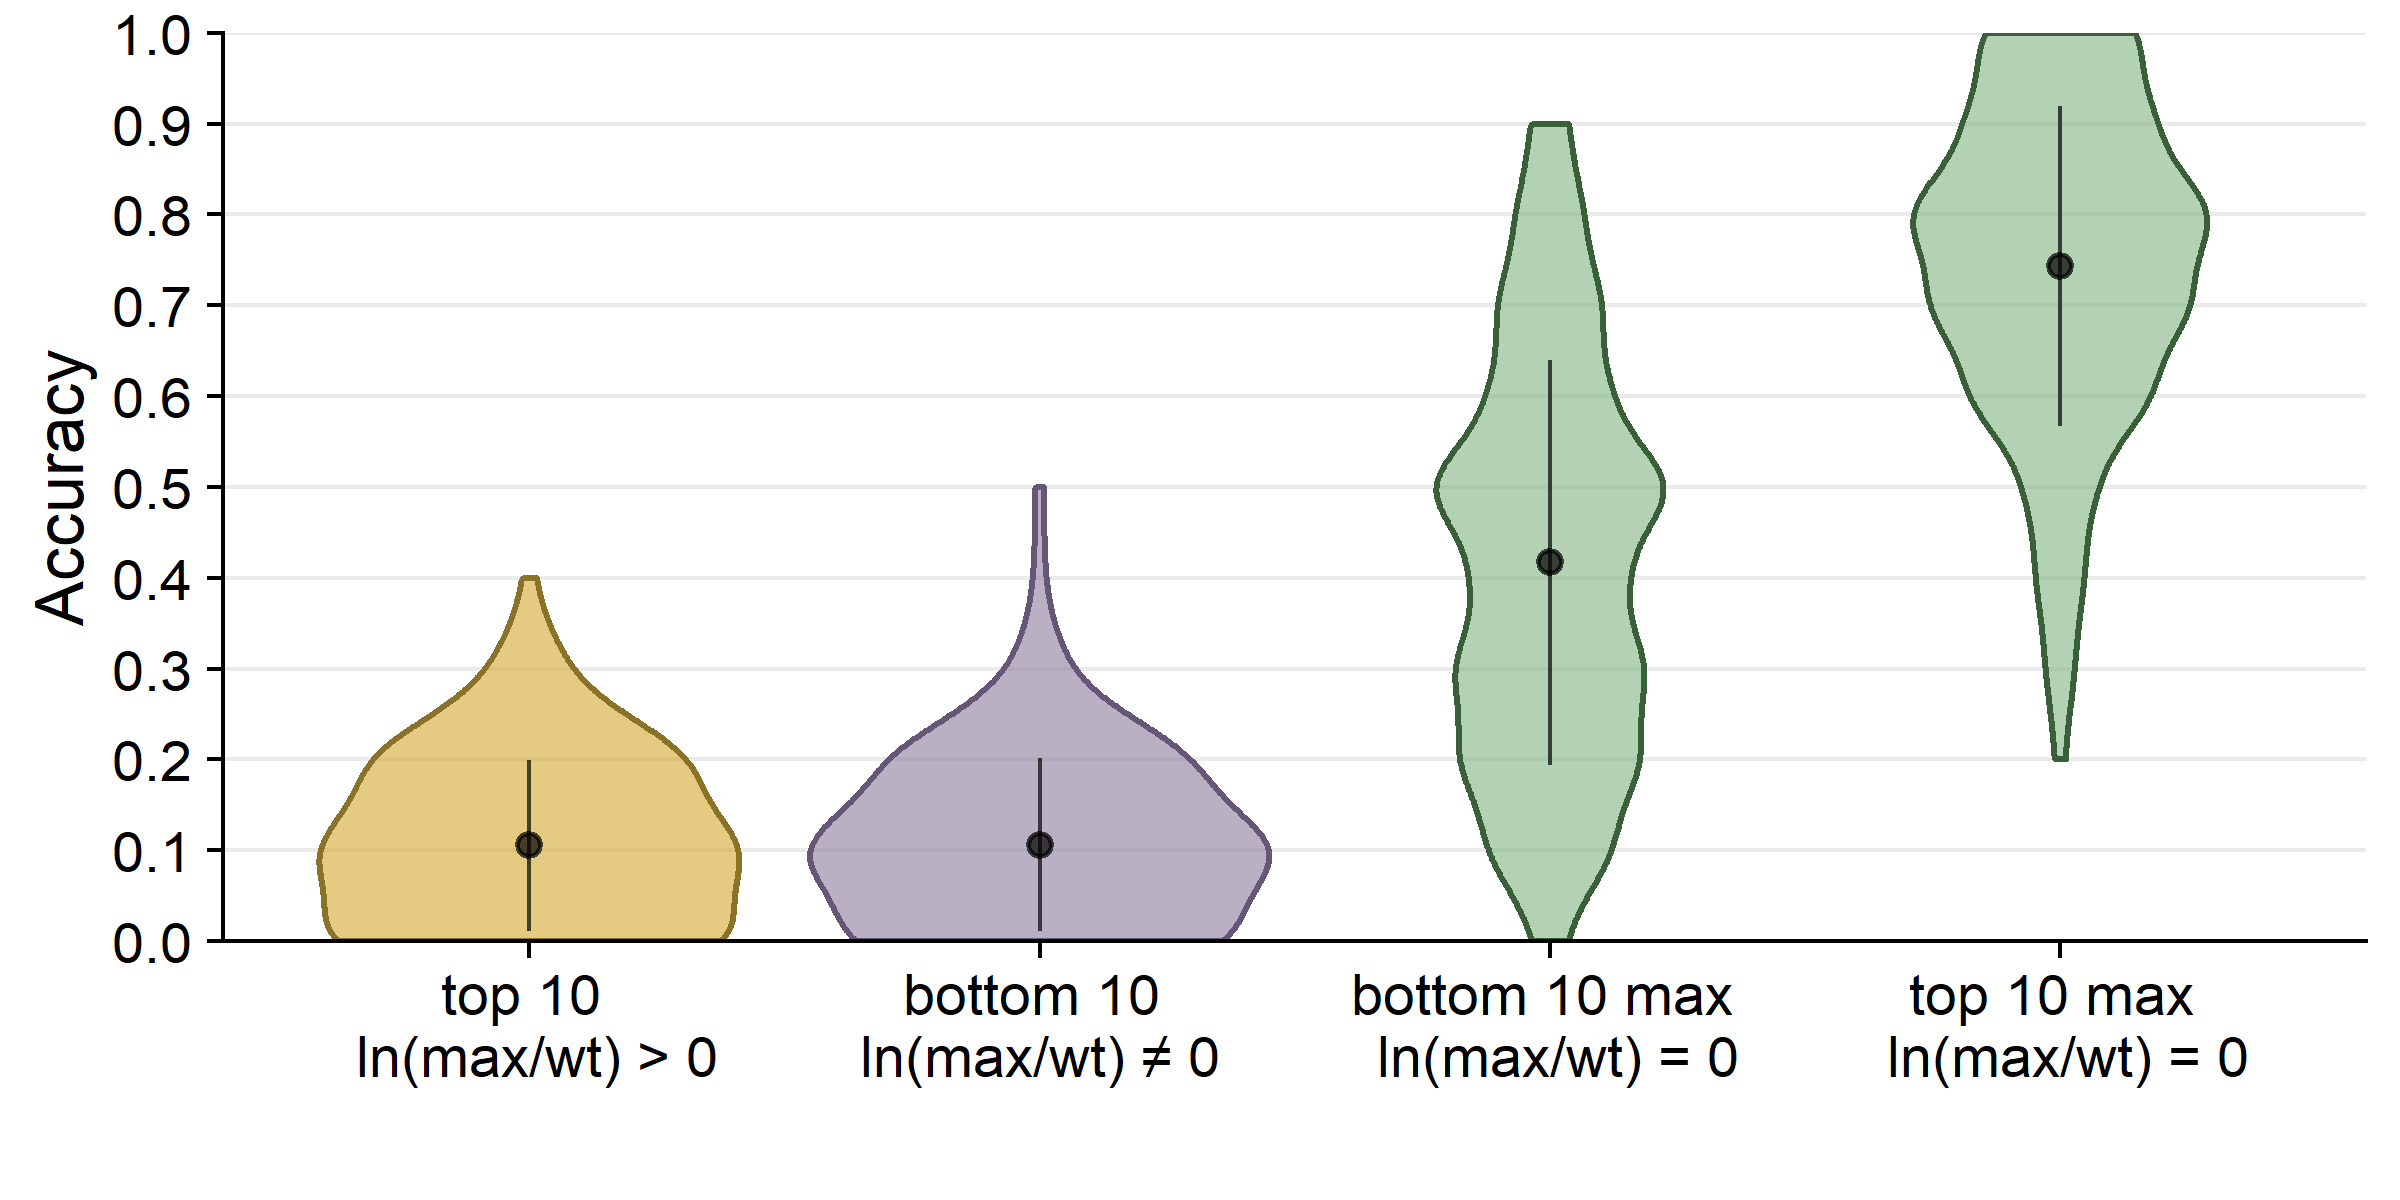 1.0
0.9
0.8
0.7
0.6
0.5
0.4
0.3
0.2
0.1
0.0
Accuracy
top 10
ln(max/wt) > 0
bottom 10
ln(max/wt) ≠ 0
bottom 10 max
ln(max/wt) = 0
top 10 max
ln(max/wt) = 0